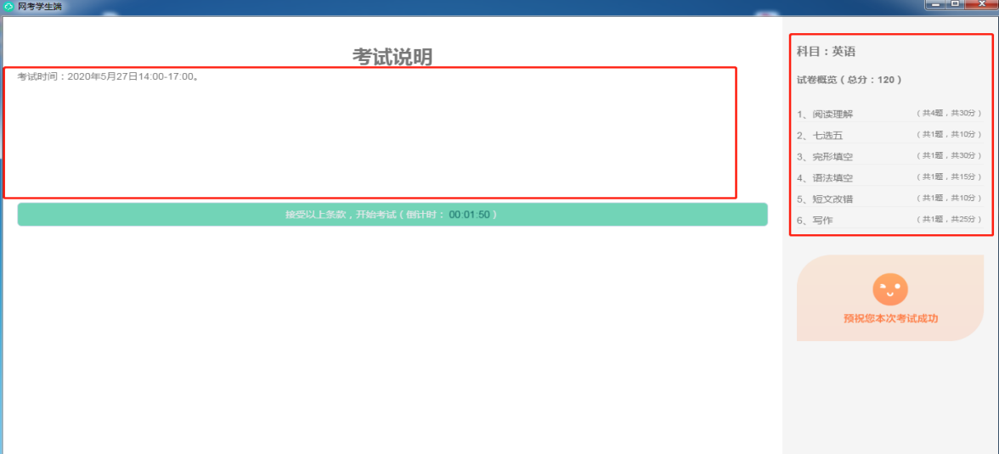 网考学生端
考试说明
考试时间：2020年5月27日14:00-17:00。
接受以上条款，开始考试（倒计时： 00:01:50 ）
科目：英语
试卷概览（总分：120）
1、阅读理解 （共4题，共30分）
2、七选五 （共1题，共10分）
3、完形填空 （共1题，共30分）
4、语法填空 （共1题，共15分）
5、短文改错 （共1题，共10分）
6、写作 （共1题，共25分）
预祝您本次考试成功